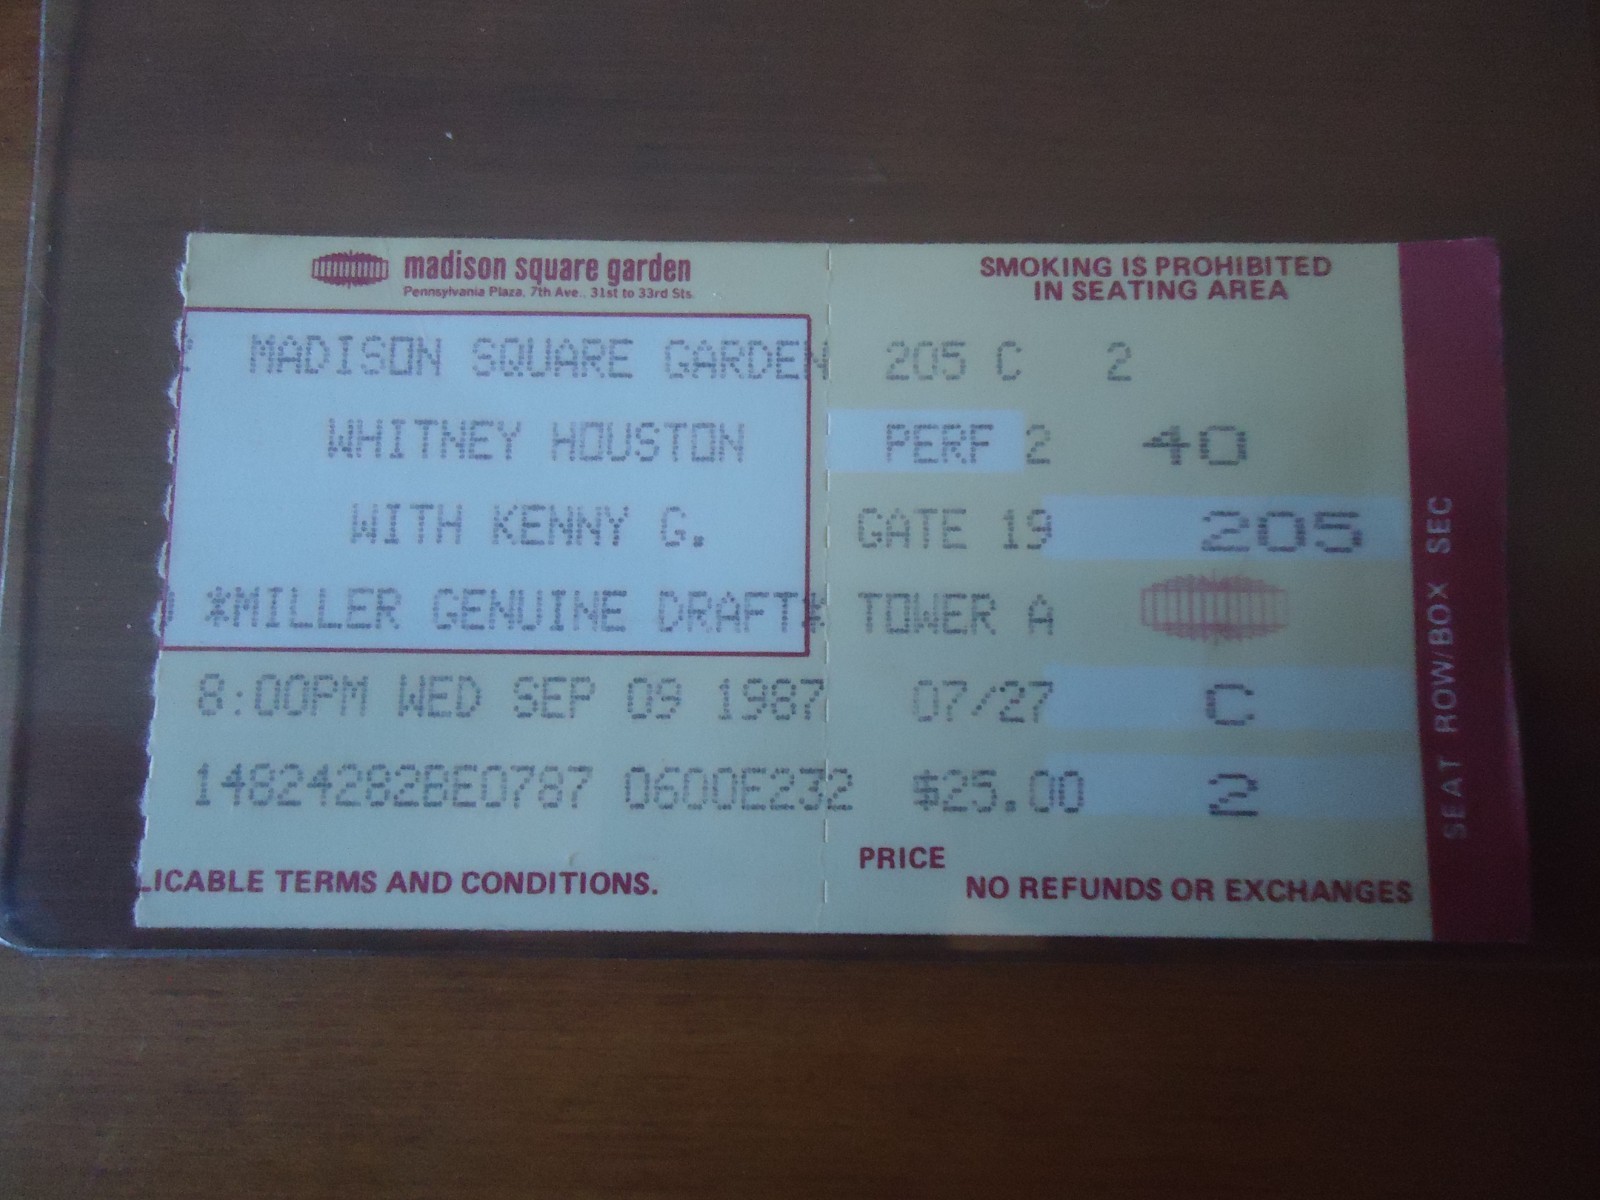 madison square garden
Pennsylvania Plaza, 7th Ave., 31st to 33rd Sts.
MADISON SQUARE GARDEN
WHITNEY HOUSTON
WITH KENNY G.
*MILLER GENUINE DRAFT*
8:00PM WED SEP 09 1987
14824282BE0787 0600E232
LICABLE TERMS AND CONDITIONS.
SMOKING IS PROHIBITED
IN SEATING AREA
205 C 2
PERF 2 40
GATE 19 205
TOWER A
07/27 C
$25.00 2
PRICE
NO REFUNDS OR EXCHANGES
SEAT ROW/BOX SEC